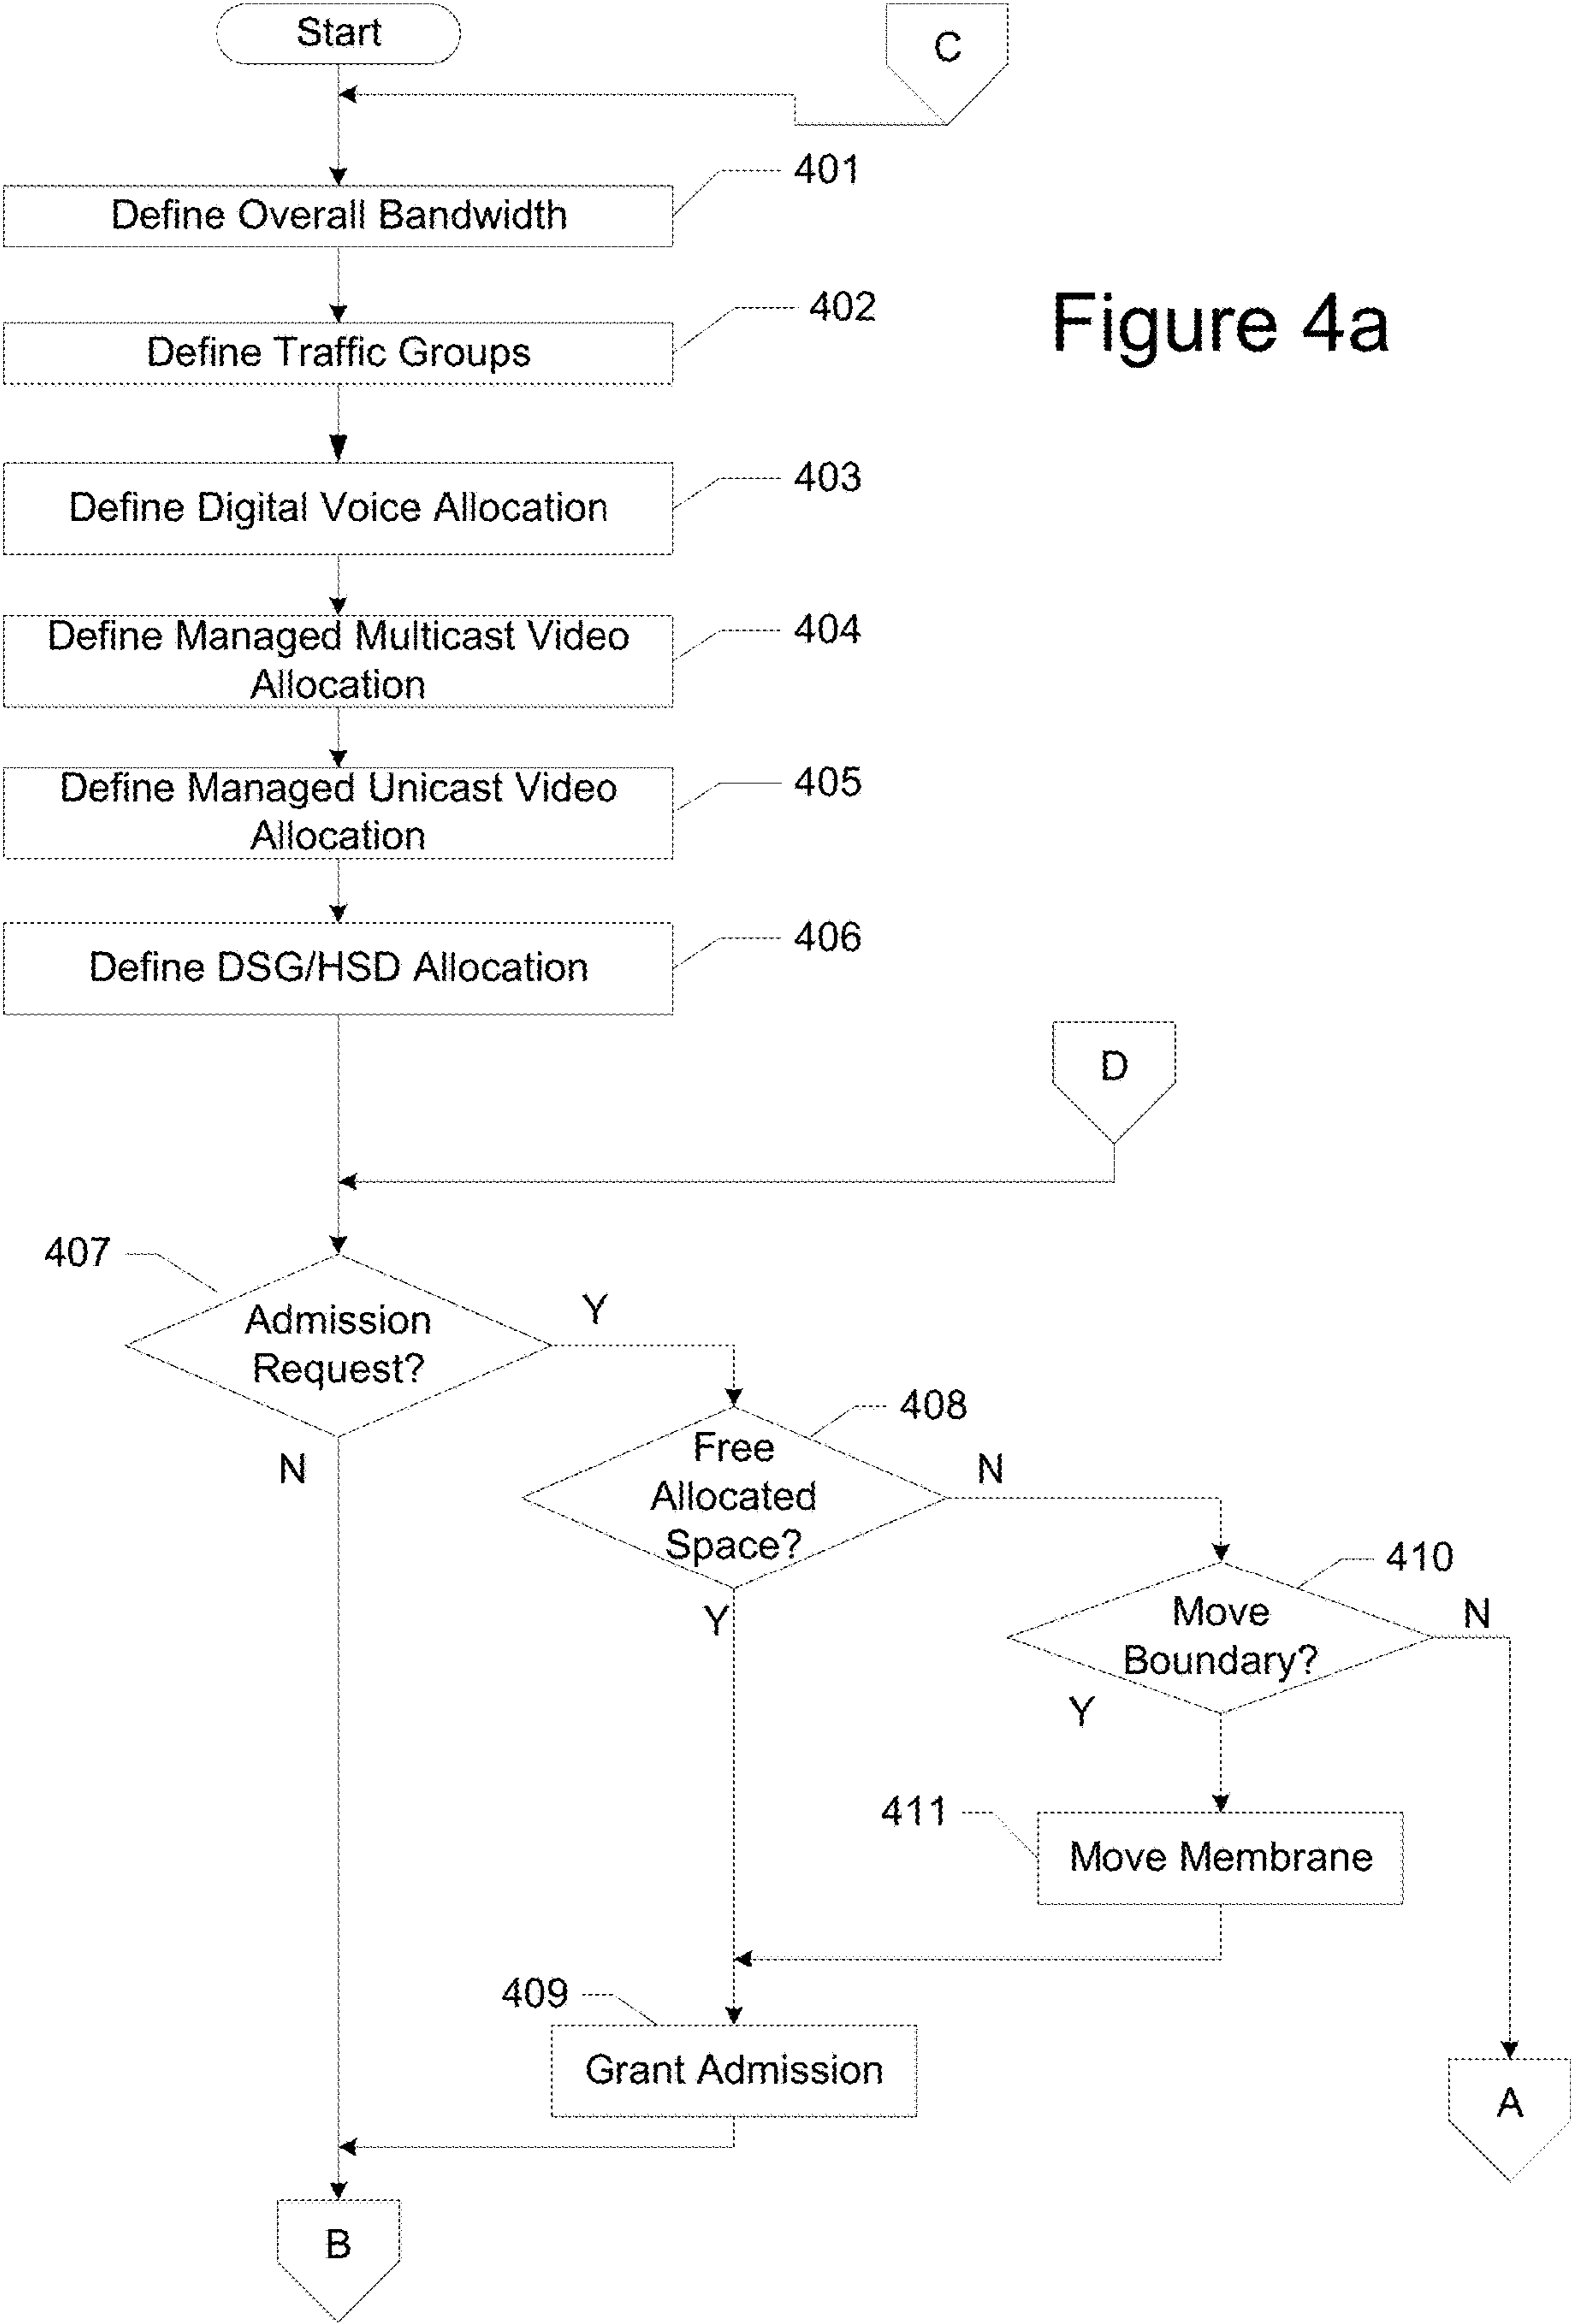 Start
C
401
Define Overall Bandwidth
402
Figure 4a
Define Traffic Groups
403
Define Digital Voice Allocation
404
Define Managed Multicast Video
Allocation
405
Define Managed Unicast Video
Allocation
406
Define DSG/HSD Allocation
D
407
Admission
Request?
Y
N
408
Free
Allocated
Space?
N
Y
410
Move
Boundary?
N
Y
411
Move Membrane
409
Grant Admission
A
B